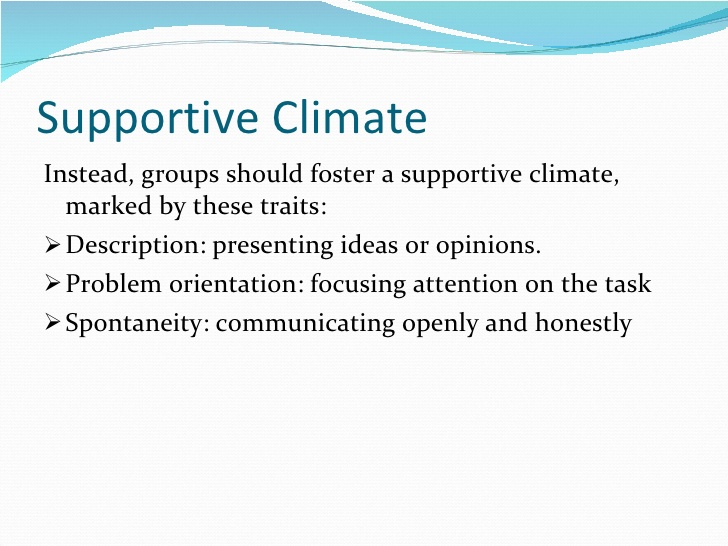 Supportive Climate
Instead, groups should foster a supportive climate,
marked by these traits:
➢ Description: presenting ideas or opinions.
➢ Problem orientation: focusing attention on the task
➢ Spontaneity: communicating openly and honestly